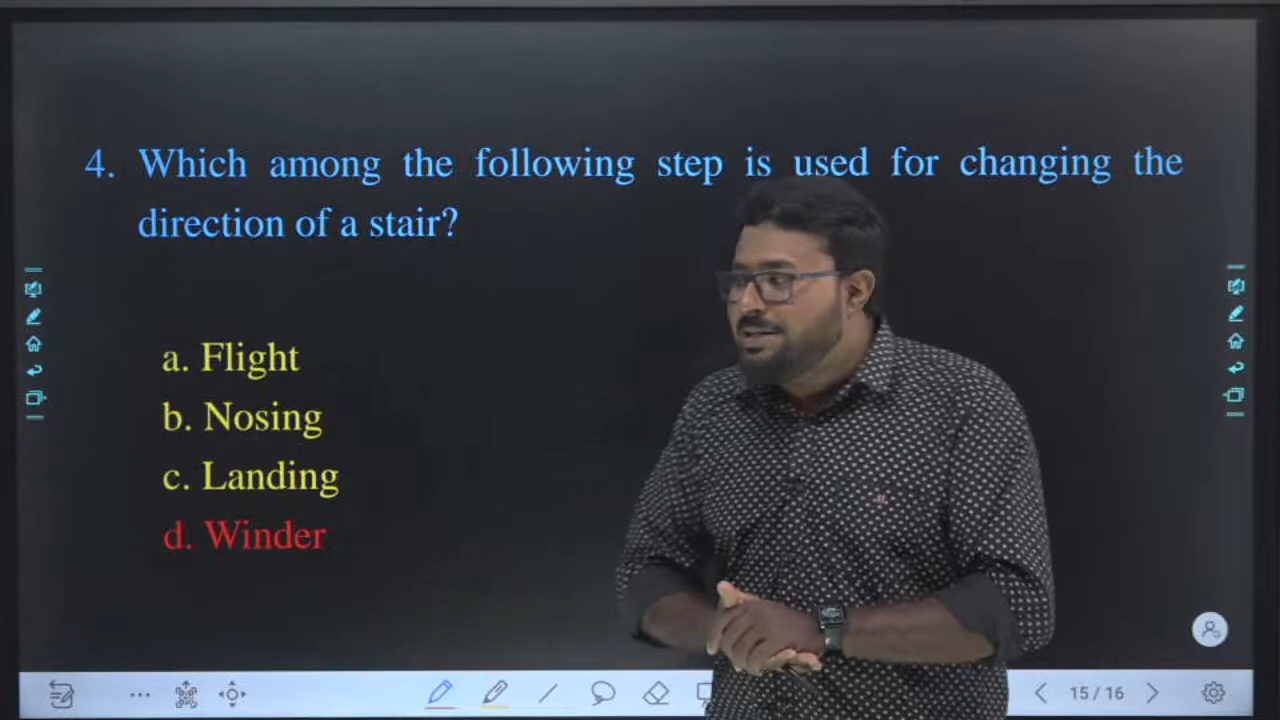 4. Which among the following step is used for changing the
direction of a stair?
a. Flight
b. Nosing
c. Landing
d. Winder
15 / 16